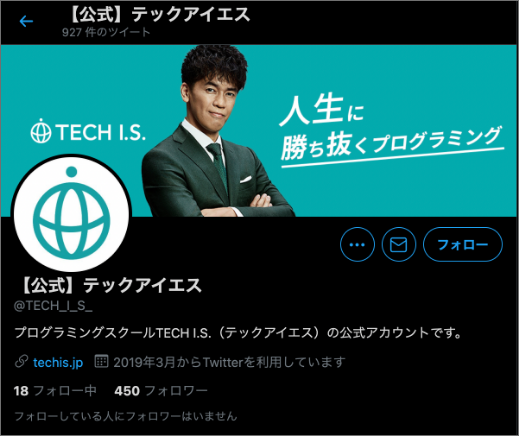 【公式】テックアイエス
927 件のツイート
TECH I.S.
人生に
勝ち抜くプログラミング
フォロー
【公式】テックアイエス
@TECH_I_S_
プログラミングスクールTECH I.S.（テックアイエス）の公式アカウントです。
techis.jp 2019年3月からTwitterを利用しています
18 フォロー中 450 フォロワー
フォローしている人にフォロワーはいません